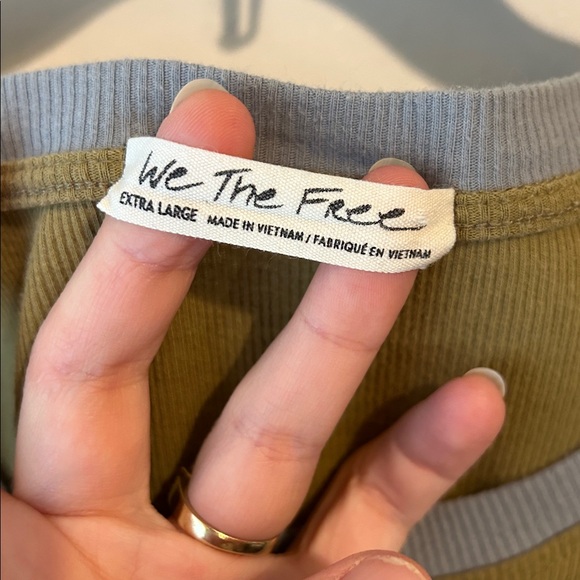 We The Free
EXTRA LARGE MADE IN VIETNAM / FABRIQUÉ EN VIETNAM